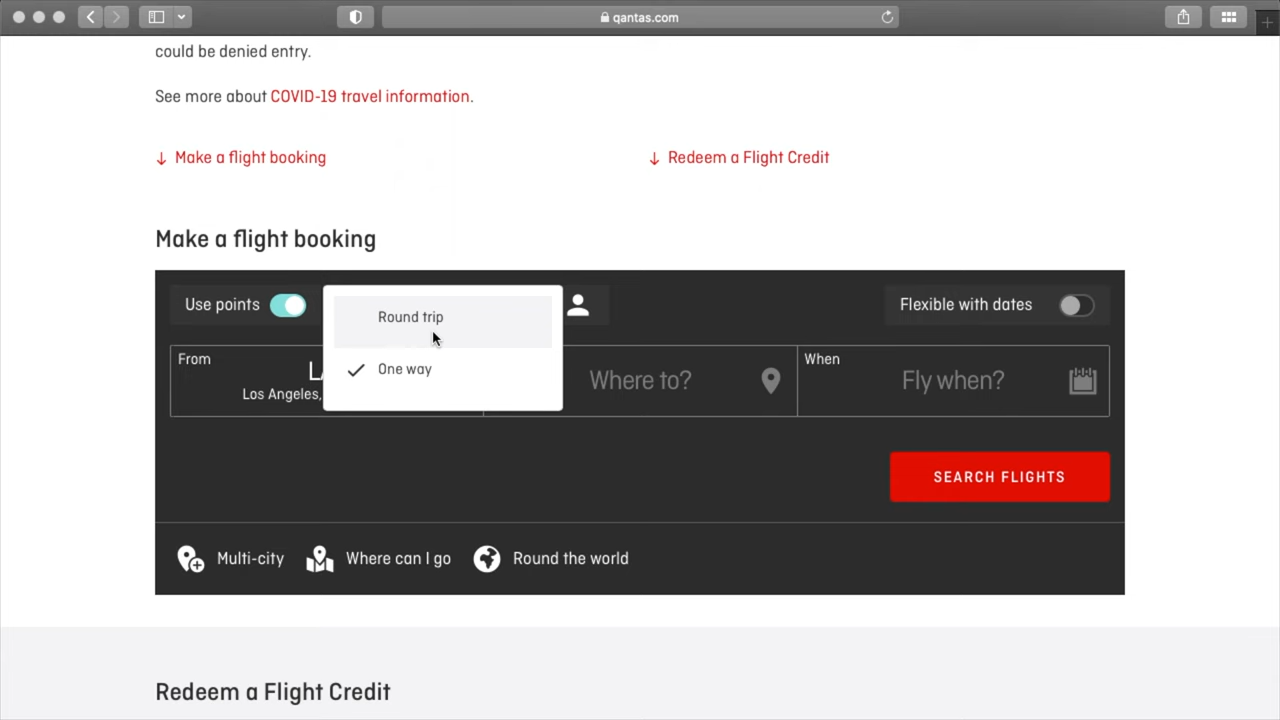 qantas.com
could be denied entry.
See more about COVID-19 travel information.
↓ Make a flight booking
↓ Redeem a Flight Credit
Make a flight booking
Use points
Round trip
One way
Flexible with dates
From
Los Angeles,
Where to?
When
Fly when?
SEARCH FLIGHTS
Multi-city
Where can I go
Round the world
Redeem a Flight Credit